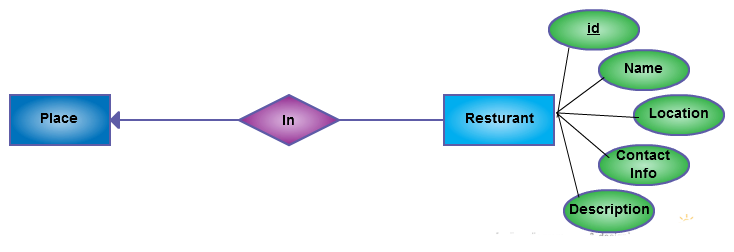 id
Name
Place
In
Resturant
Location
Contact
Info
Description